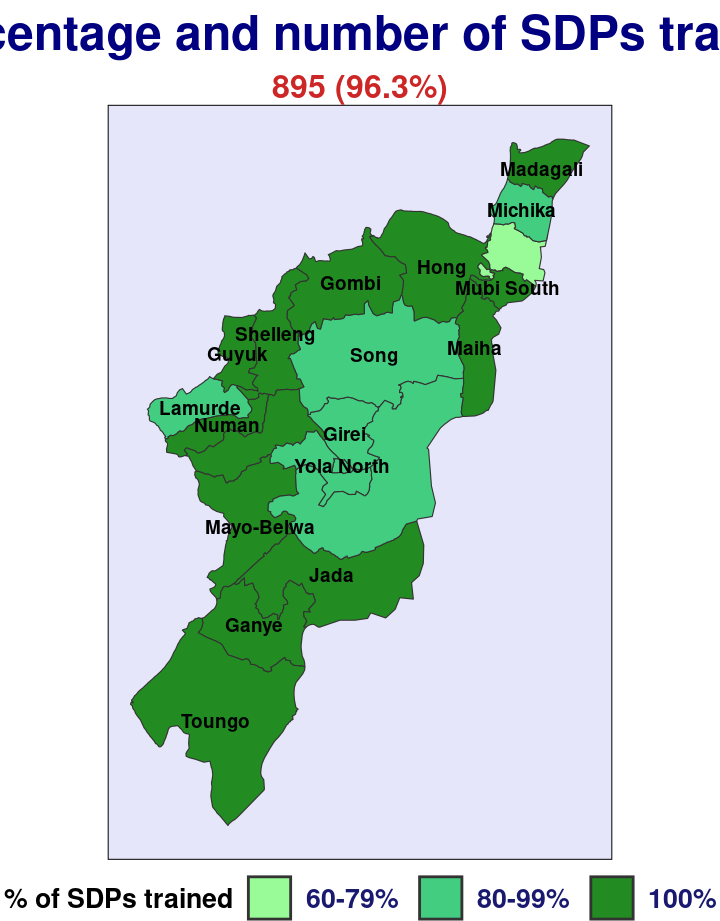 centage and number of SDPs tra
895 (96.3%)
Madagali
Michika
Hong
Gombi
Mubi South
Shelleng
Guyuk
Song
Maiha
Lamurde
Numan
Girei
Yola North
Mayo-Belwa
Jada
Ganye
Toungo
% of SDPs trained 60-79% 80-99% 100%